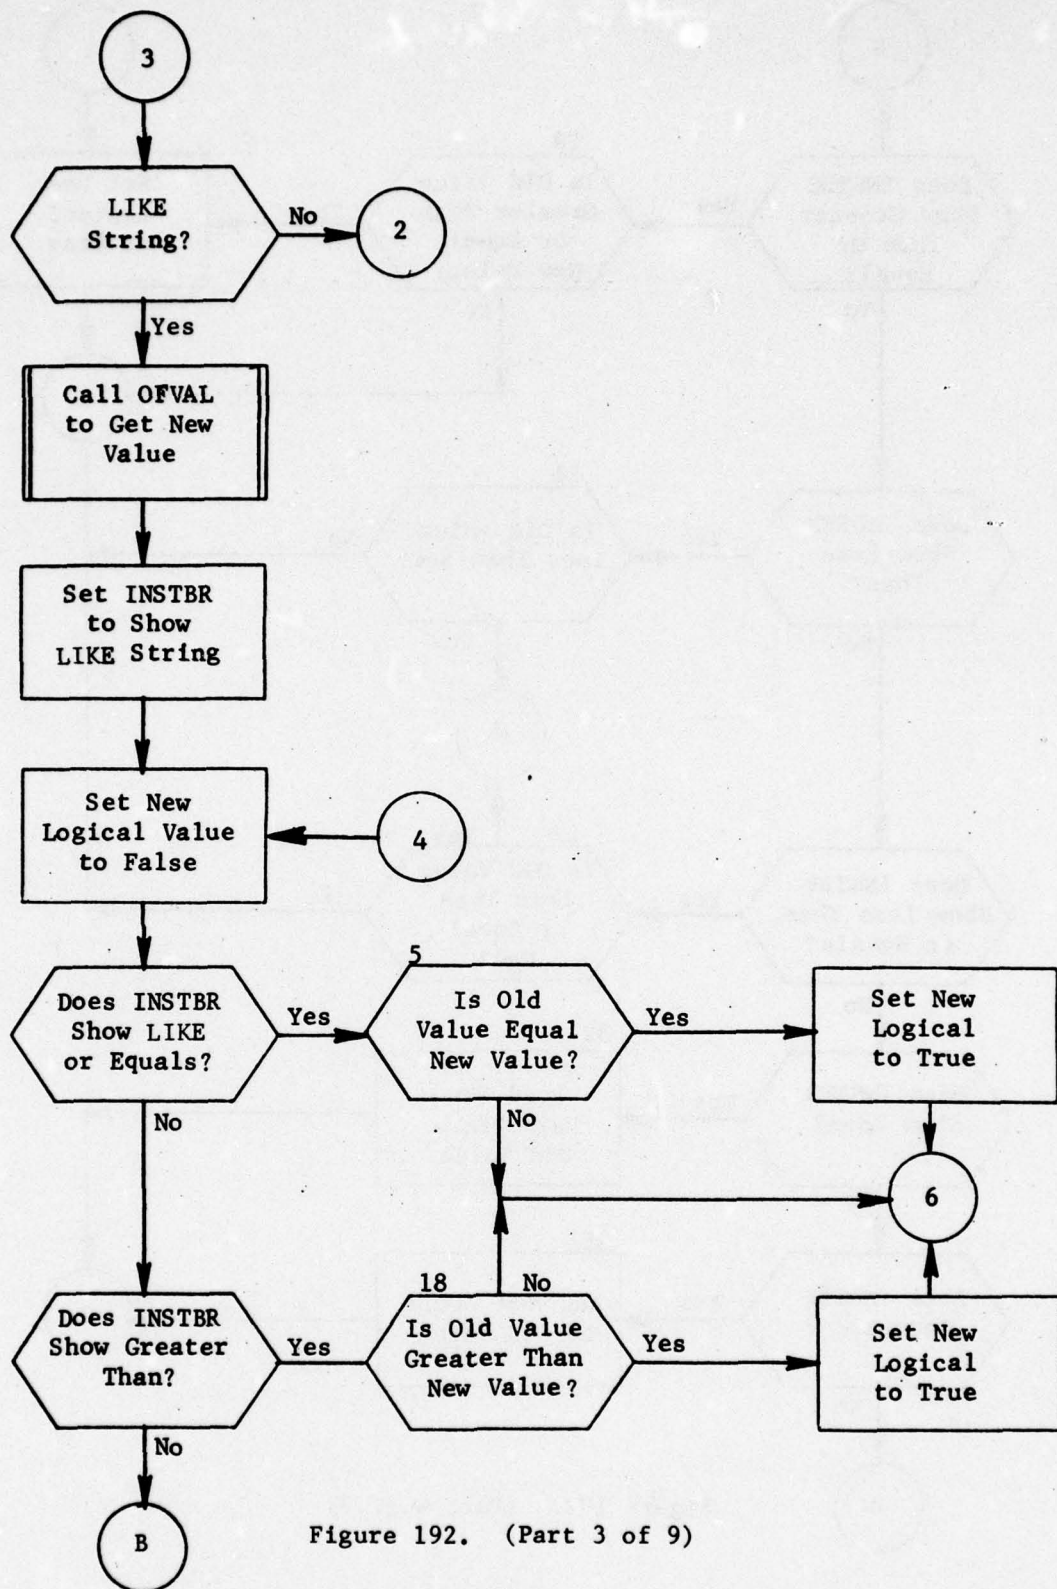 3
LIKE
String?
No
2
Yes
Call OFVAL
to Get New
Value
Set INSTBR
to Show
LIKE String
Set New
Logical Value
to False
4
Does INSTBR
Show LIKE
or Equals?
Yes
5
Is Old
Value Equal
New Value?
Yes
Set New
Logical
to True
No
No
6
Does INSTBR
Show Greater
Than?
Yes
18
No
Is Old Value
Greater Than
New Value?
Yes
Set New
Logical
to True
No
B
Figure 192. (Part 3 of 9)